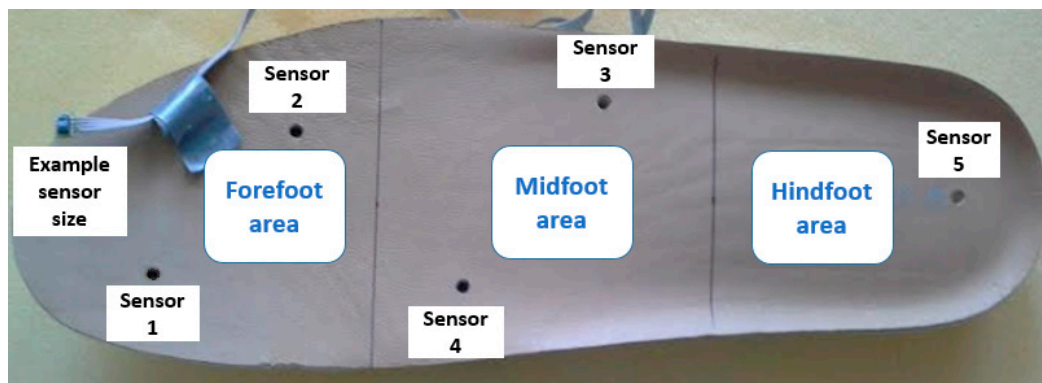 Sensor
2
Sensor
3
Sensor
5
Example
sensor
size
Forefoot
area
Midfoot
area
Hindfoot
area
Sensor
1
Sensor
4